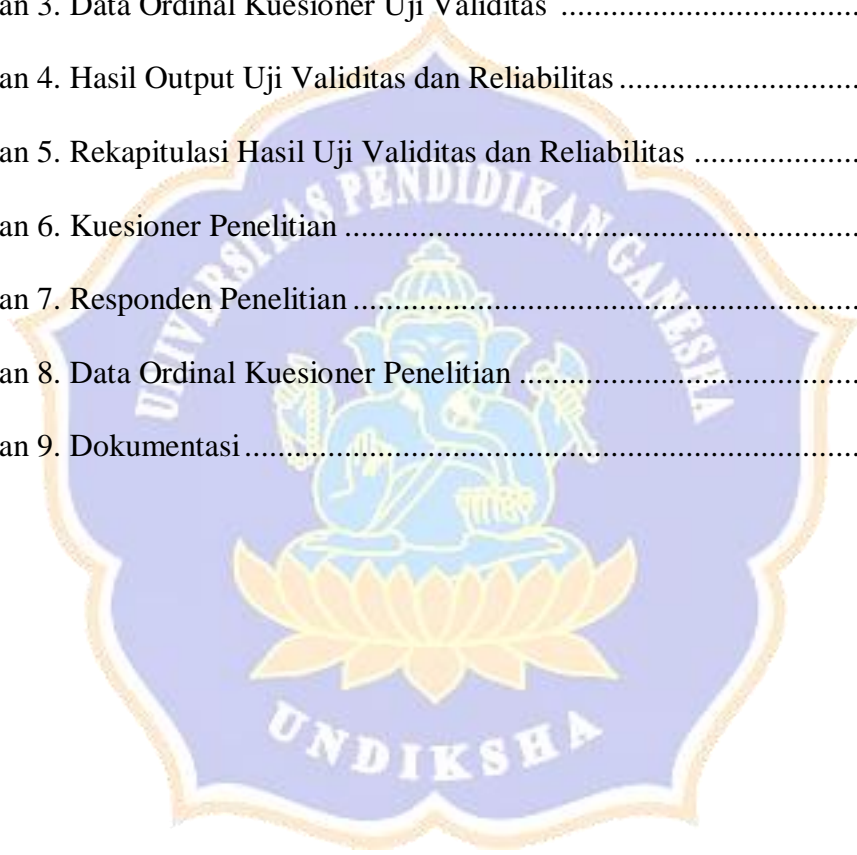 an 3. Data Ordinal Kuesioner Uji Validitas ......................................
an 4. Hasil Output Uji Validitas dan Reliabilitas ..............................
an 5. Rekapitulasi Hasil Uji Validitas dan Reliabilitas .....................
an 6. Kuesioner Penelitian .................................................................
an 7. Responden Penelitian ................................................................
an 8. Data Ordinal Kuesioner Penelitian ...........................................
an 9. Dokumentasi ..............................................................................
UNIVERSITAS PENDIDIKAN GANESHA
UNDIKSHA